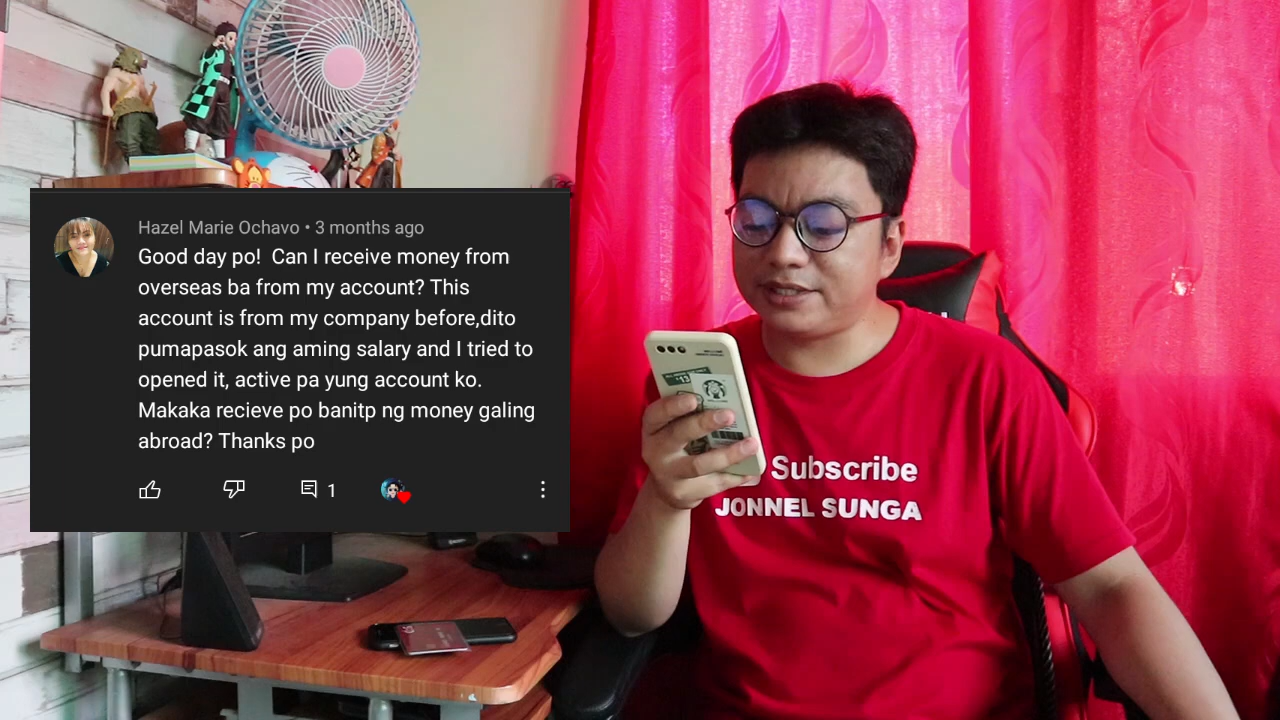 Hazel Marie Ochavo • 3 months ago
Good day po! Can I receive money from
overseas ba from my account? This
account is from my company before,dito
pumapasok ang aming salary and I tried to
opened it, active pa yung account ko.
Makaka recieve po banitp ng money galing
abroad? Thanks po
1
Subscribe
JONNEL SUNGA